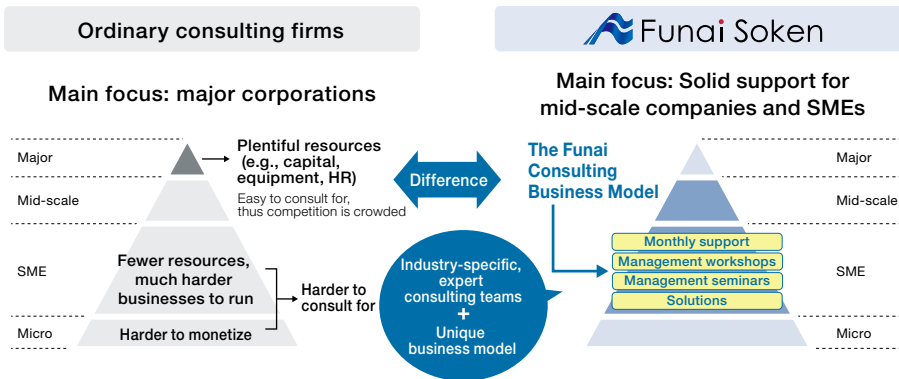 Ordinary consulting firms
Main focus: major corporations
Major
Mid-scale
SME
Micro
Plentiful resources
(e.g., capital,
equipment, HR)
Easy to consult for,
thus competition is crowded
Fewer resources,
much harder
businesses to run
Harder to monetize
Harder to
consult for
Difference
Industry-specific,
expert
consulting teams
+
Unique
business model
Funai Soken
Main focus: Solid support for
mid-scale companies and SMEs
The Funai
Consulting
Business Model
Monthly support
Management workshops
Management seminars
Solutions
Major
Mid-scale
SME
Micro